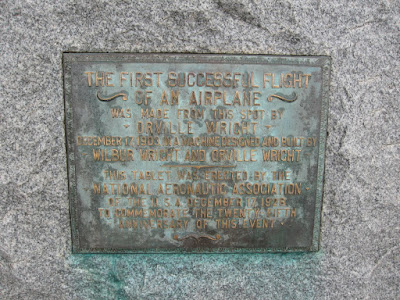 THE FIRST SUCCESSFUL FLIGHT
OF AN AIRPLANE
WAS MADE FROM THIS SPOT BY
ORVILLE WRIGHT
DECEMBER 17, 1903 IN A MACHINE DESIGNED AND BUILT BY
WILBUR WRIGHT AND ORVILLE WRIGHT
THIS TABLET WAS ERECTED BY THE
NATIONAL AERONAUTIC ASSOCIATION
OF THE U.S.A. DECEMBER 17, 1928
TO COMMEMORATE THE TWENTY-FIFTH
ANNIVERSARY OF THIS EVENT